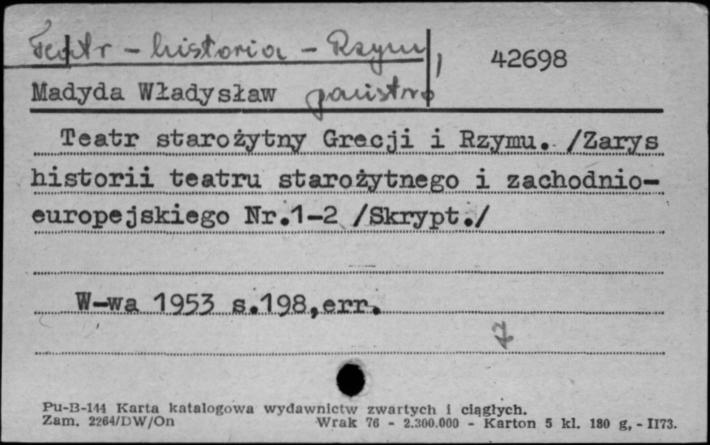 Teatr - historia - Rzym, 42698
Madyda Władysław państwo
Teatr starożytny Grecji i Rzymu. /Zarys
historii teatru starożytnego i zachodnio-
europejskiego Nr.1-2 /Skrypt./
W-wa 1953 s.198,err.
Pu-B-144 Karta katalogowa wydawnictw zwartych i ciągłych.
Zam. 2264/DW/On Wrak 76 - 2.300.000 - Karton 5 kl. 180 g, - II73.